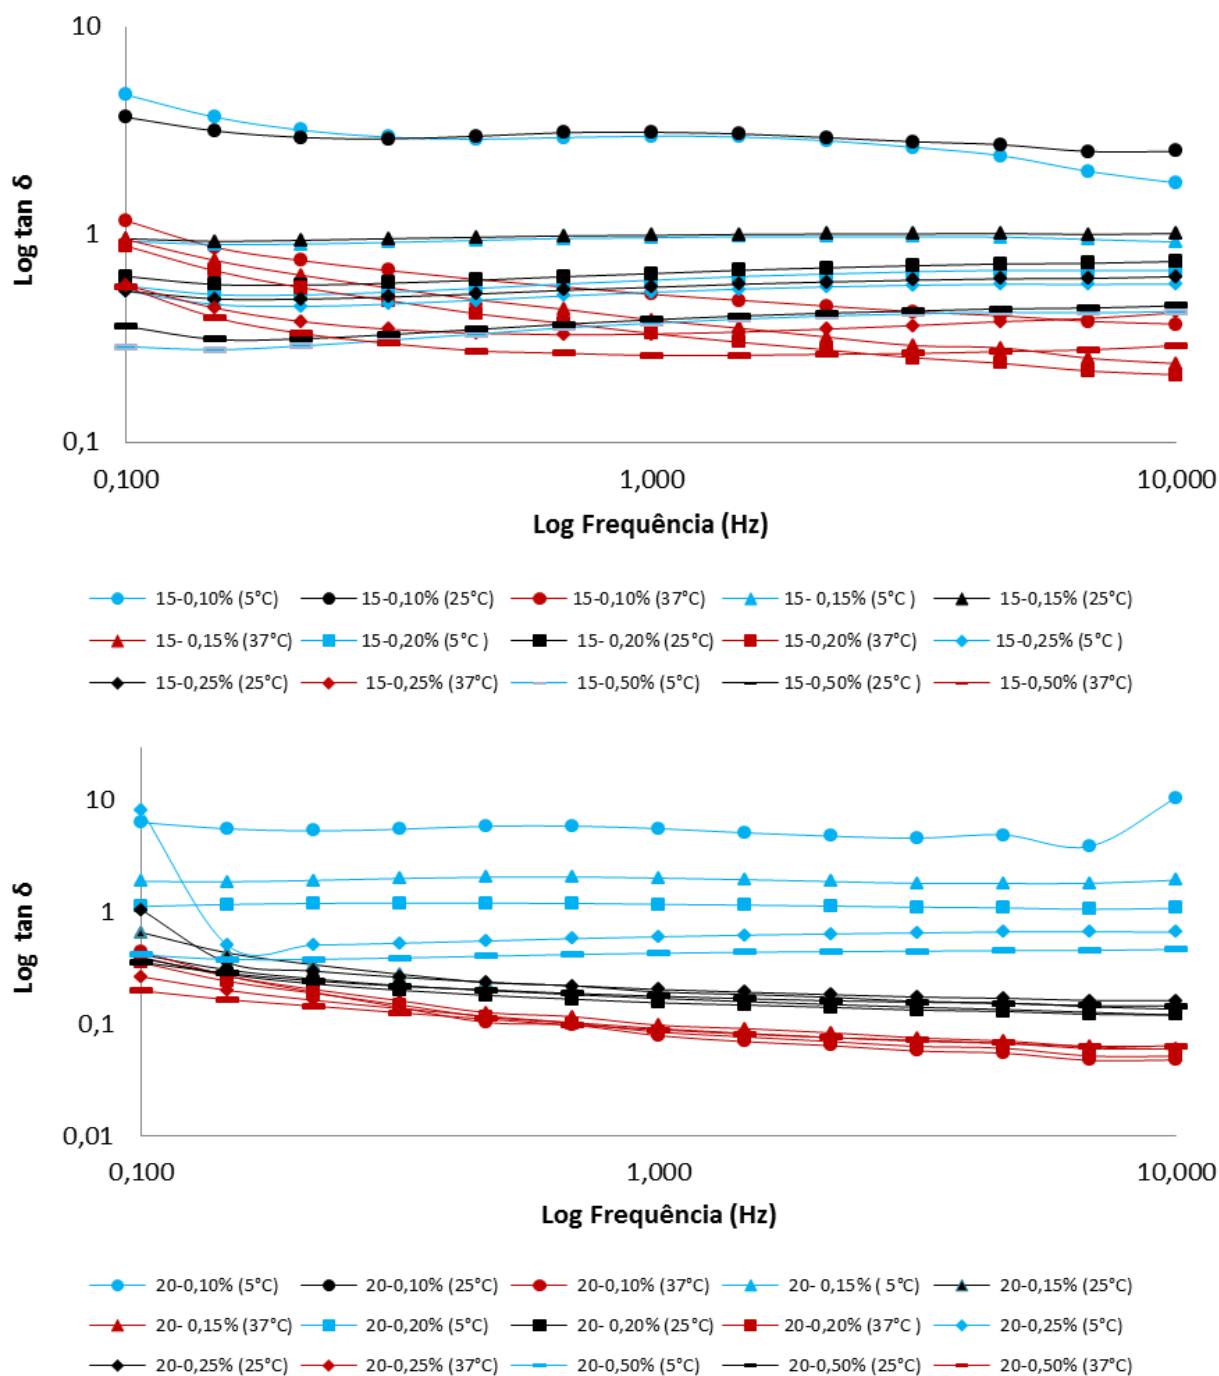 10
1
0,1
Log tan δ
0,100 1,000 10,000
Log Frequência (Hz)
15-0,10% (5°C) 15-0,10% (25°C) 15-0,10% (37°C) 15- 0,15% (5°C ) 15-0,15% (25°C)
15- 0,15% (37°C) 15-0,20% (5°C ) 15- 0,20% (25°C) 15-0,20% (37°C) 15-0,25% (5°C )
15-0,25% (25°C) 15-0,25% (37°C) 15-0,50% (5°C) 15-0,50% (25°C ) 15-0,50% (37°C)
10
1
0,1
0,01
Log tan δ
0,100 1,000 10,000
Log Frequência (Hz)
20-0,10% (5°C) 20-0,10% (25°C) 20-0,10% (37°C) 20- 0,15% ( 5°C) 20-0,15% (25°C)
20- 0,15% (37°C) 20-0,20% (5°C) 20- 0,20% (25°C) 20-0,20% (37°C ) 20-0,25% (5°C)
20-0,25% (25°C) 20-0,25% (37°C) 20-0,50% (5°C) 20-0,50% (25°C) 20-0,50% (37°C)